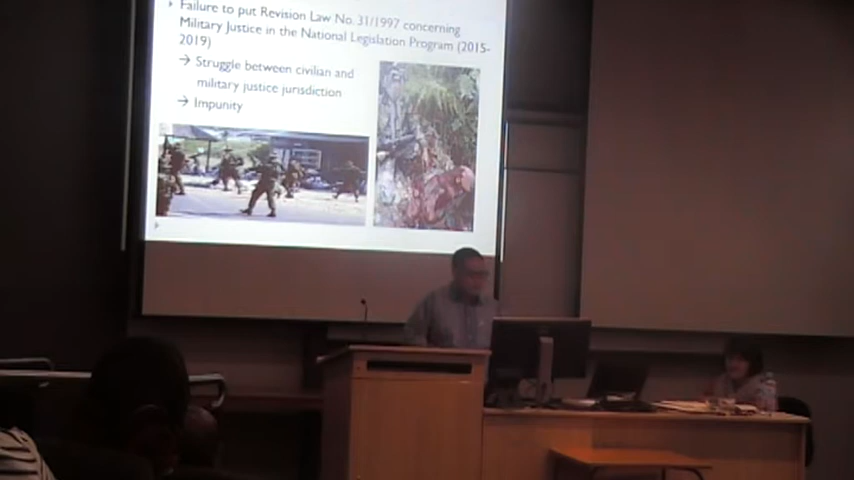 Failure to put Revision Law No. 31/1997 concerning
Military Justice in the National Legislation Program (2015-
2019)
→ Struggle between civilian and
military justice jurisdiction
→ Impunity